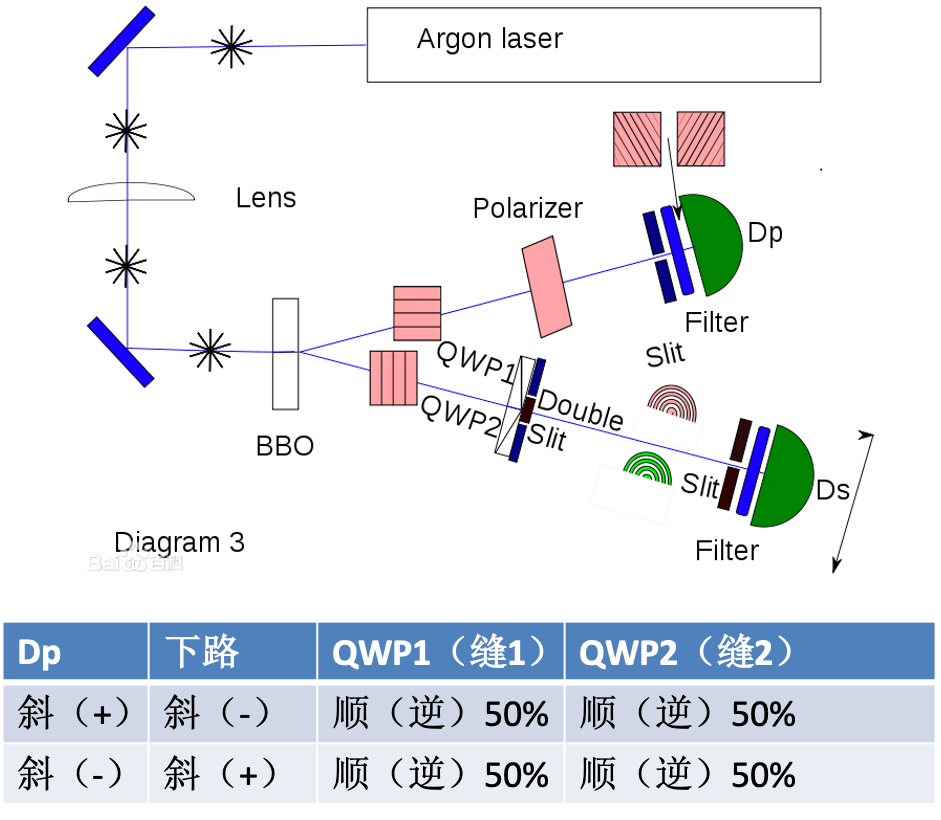 Argon laser
Lens
Polarizer
Dp
Filter
Slit
QWP1
QWP2
Double
Slit
BBO
Slit
Ds
Filter
Diagram 3
Bai百科
Dp 下路 QWP1（缝1） QWP2（缝2）
斜（+） 斜（-） 顺（逆）50% 顺（逆）50%
斜（-） 斜（+） 顺（逆）50% 顺（逆）50%